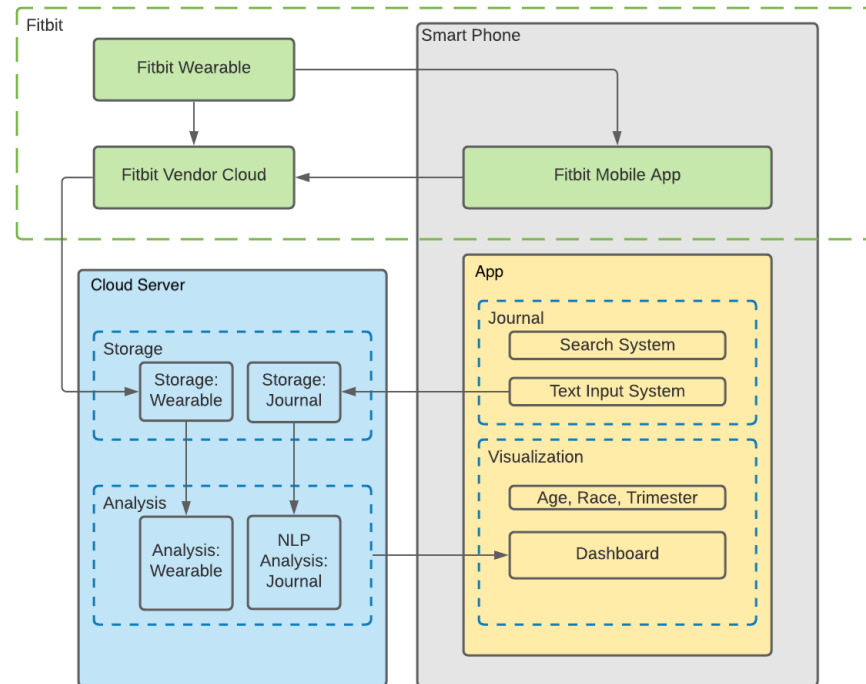 Fitbit
Smart Phone
Fitbit Wearable
Fitbit Vendor Cloud
Fitbit Mobile App
Cloud Server
Storage
Storage:
Wearable
Storage:
Journal
Analysis
Analysis:
Wearable
NLP
Analysis:
Journal
App
Journal
Search System
Text Input System
Visualization
Age, Race, Trimester
Dashboard